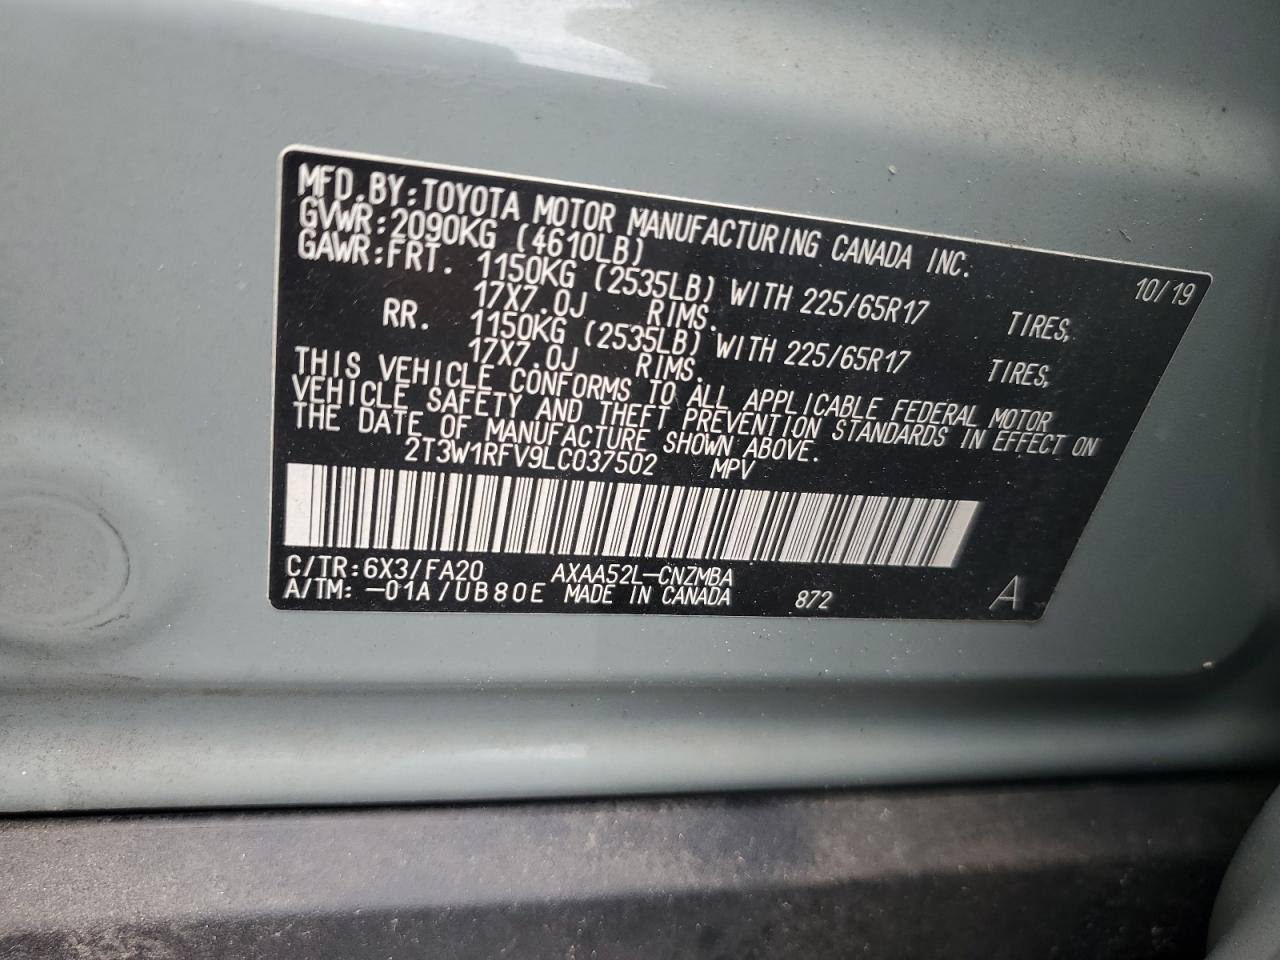 MFD.BY:TOYOTA MOTOR MANUFACTURING CANADA INC. 10/19
GVWR:2090KG (4610LB)
GAWR:FRT. 1150KG (2535LB) WITH 225/65R17 TIRES,
17X7.0J RIMS.
RR. 1150KG (2535LB) WITH 225/65R17 TIRES,
17X7.0J RIMS.
THIS VEHICLE CONFORMS TO ALL APPLICABLE FEDERAL MOTOR
VEHICLE SAFETY AND THEFT PREVENTION STANDARDS IN EFFECT ON
THE DATE OF MANUFACTURE SHOWN ABOVE.
2T3W1RFV9LC037502 MPV
C/TR:6X3/FA20 AXAA52L-CNZMBA
A/TM:-01A/UB80E MADE IN CANADA 872 A